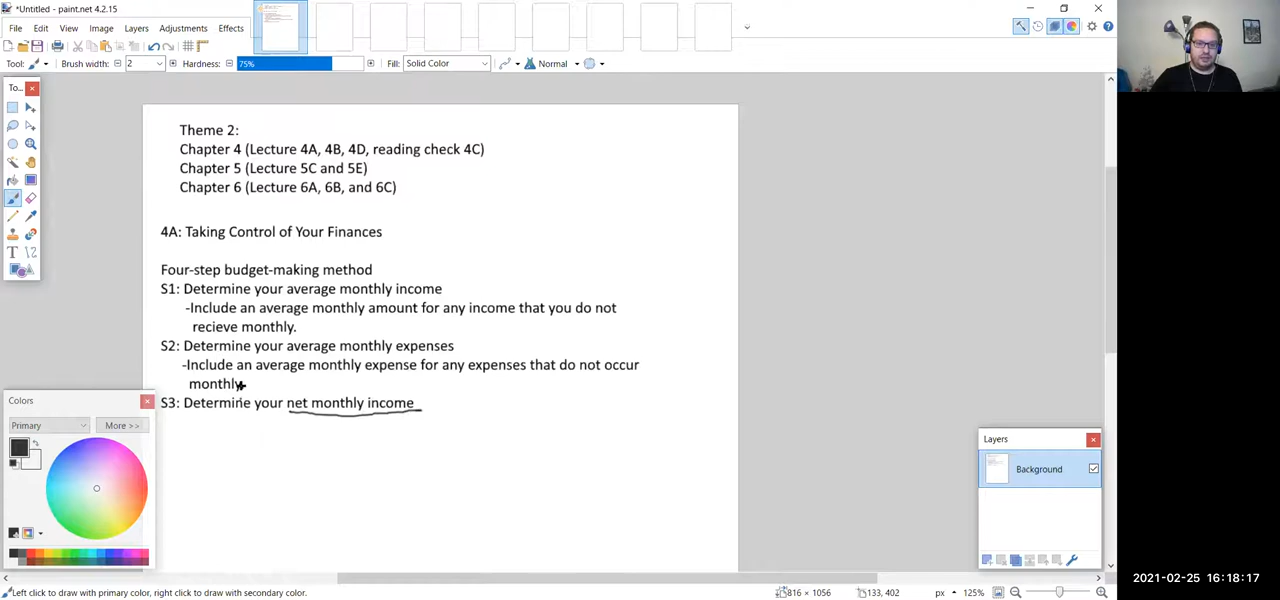 *Untitled - paint.net 4.2.15
File Edit View Image Layers Adjustments Effects
Tool: Brush width: 2 Hardness: 75% Fill: Solid Color Normal
To...
Theme 2:
Chapter 4 (Lecture 4A, 4B, 4D, reading check 4C)
Chapter 5 (Lecture 5C and 5E)
Chapter 6 (Lecture 6A, 6B, and 6C)
4A: Taking Control of Your Finances
Four-step budget-making method
S1: Determine your average monthly income
-Include an average monthly amount for any income that you do not
recieve monthly.
S2: Determine your average monthly expenses
-Include an average monthly expense for any expenses that do not occur
monthly
S3: Determine your net monthly income
Colors
Primary More >>
Layers
Background
Left click to draw with primary color, right click to draw with secondary color.
816 × 1056 133, 402 px 125%
2021-02-25 16:18:17